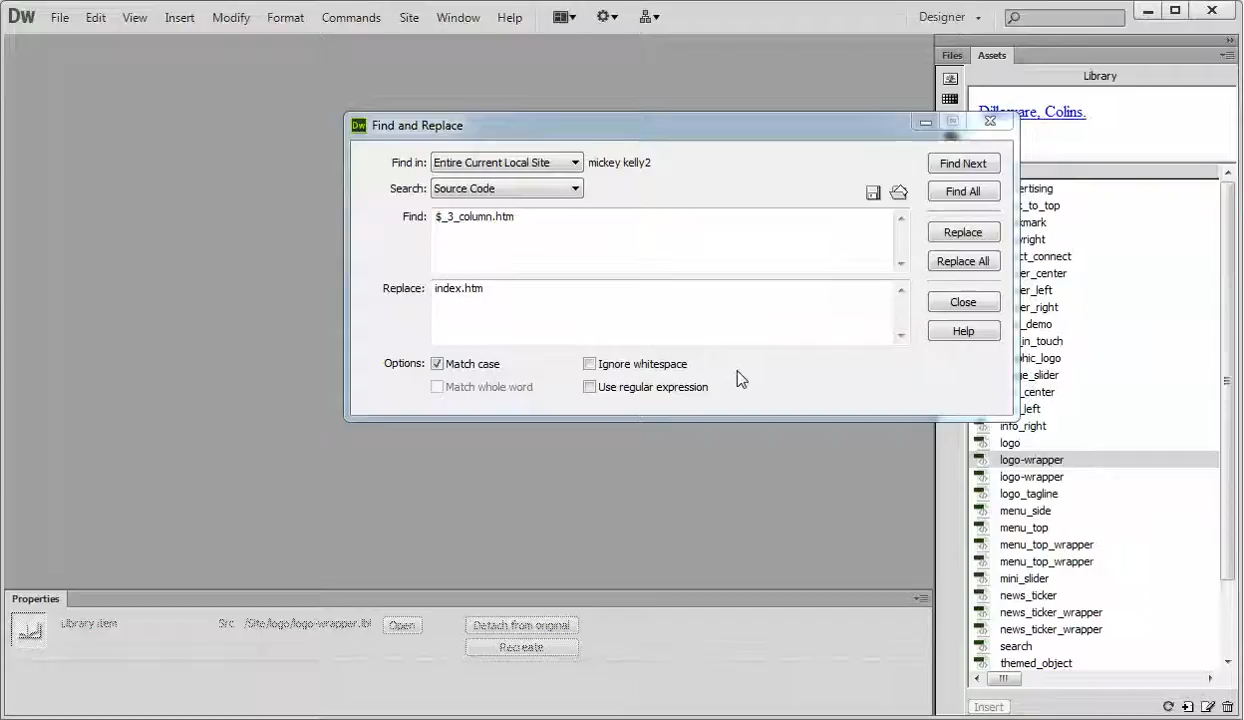 Dw File Edit View Insert Modify Format Commands Site Window Help Designer
Files Assets
Library
Colins.
Dw Find and Replace
Find in: Entire Current Local Site mickey kelly2 Find Next
Search: Source Code Find All
Find: $_3_column.htm
Replace
Replace All
Replace: index.htm
Close
Help
Options: Match case Ignore whitespace
Match whole word Use regular expression
info_right
logo
logo-wrapper
logo-wrapper
logo_tagline
menu_side
menu_top
menu_top_wrapper
menu_top_wrapper
mini_slider
news_ticker
news_ticker_wrapper
news_ticker_wrapper
search
themed_object
Insert
Properties
Library item Src /Site/logo/logo-wrapper.lbi Open Detach from original
Recreate